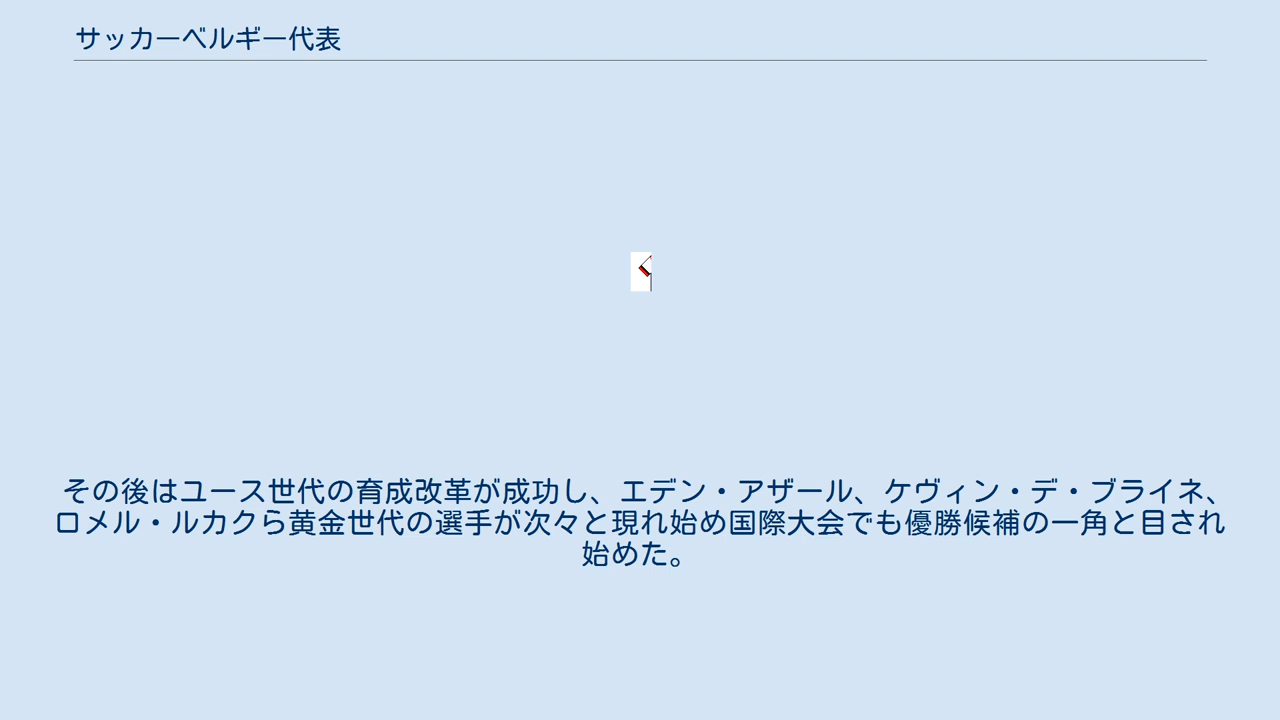 サッカーベルギー代表
その後はユース世代の育成改革が成功し、エデン・アザール、ケヴィン・デ・ブライネ、
ロメル・ルカクら黄金世代の選手が次々と現れ始め国際大会でも優勝候補の一角と目され
始めた。